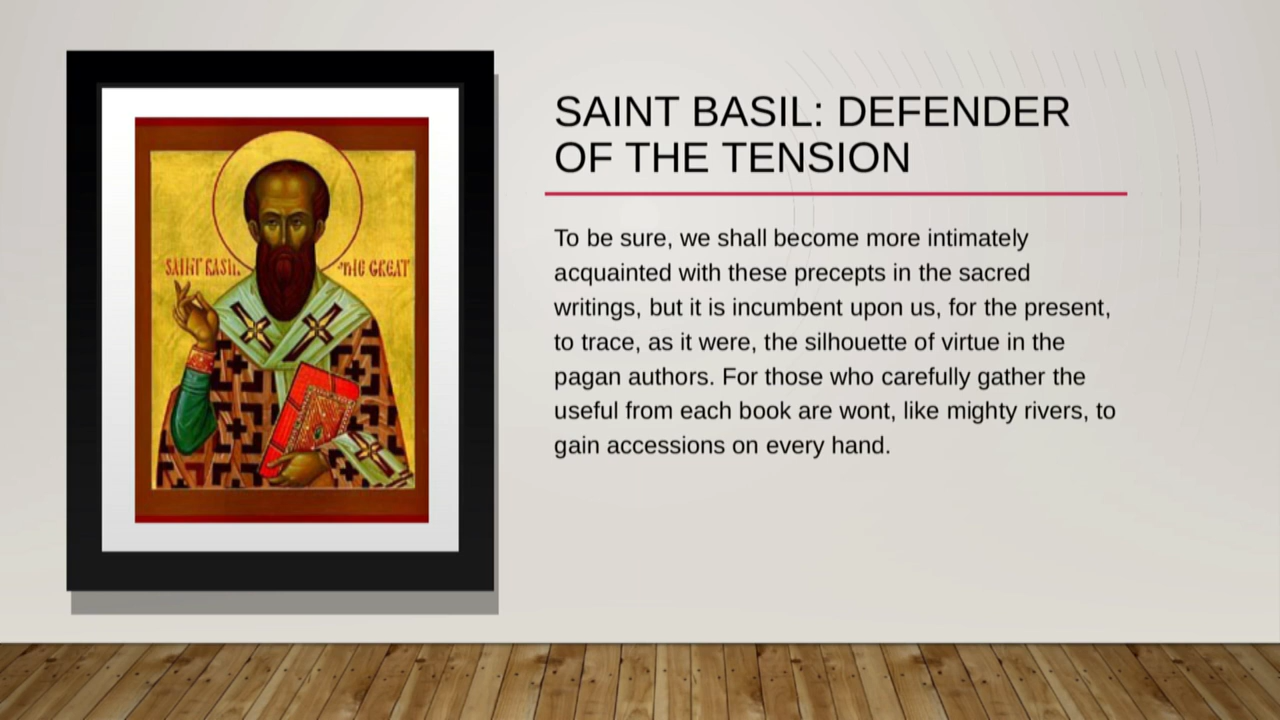 SAINT BASIL: DEFENDER
OF THE TENSION
SAINT BASIL
THE GREAT
To be sure, we shall become more intimately
acquainted with these precepts in the sacred
writings, but it is incumbent upon us, for the present,
to trace, as it were, the silhouette of virtue in the
pagan authors. For those who carefully gather the
useful from each book are wont, like mighty rivers, to
gain accessions on every hand.